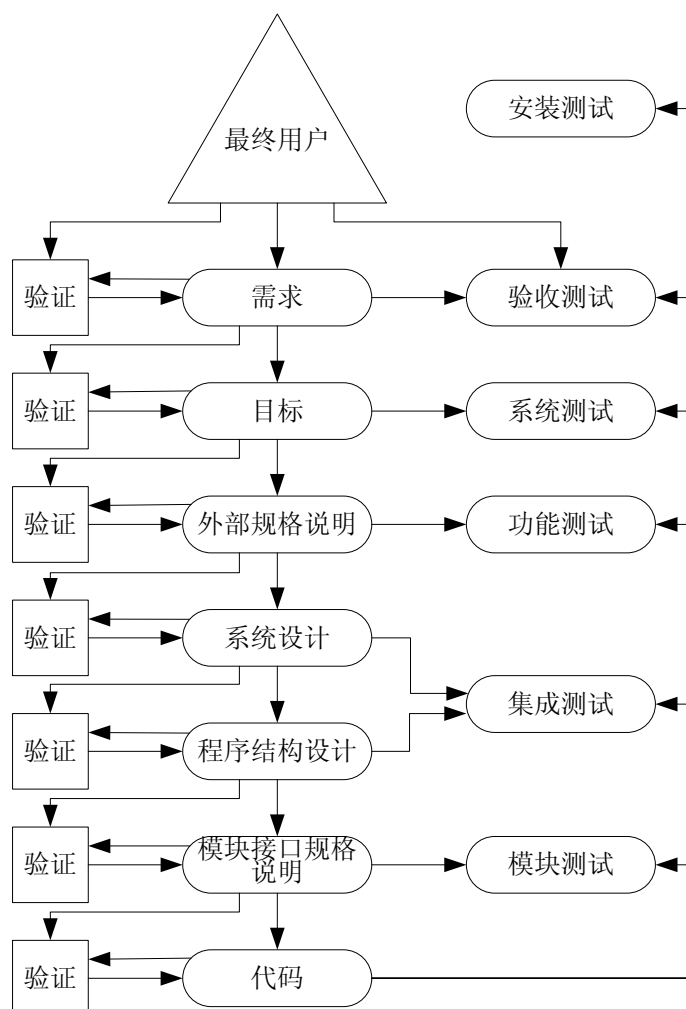 最终用户
安装测试
验证
需求
验收测试
验证
目标
系统测试
验证
外部规格说明
功能测试
验证
系统设计
集成测试
验证
程序结构设计
验证
模块接口规格
说明
模块测试
验证
代码